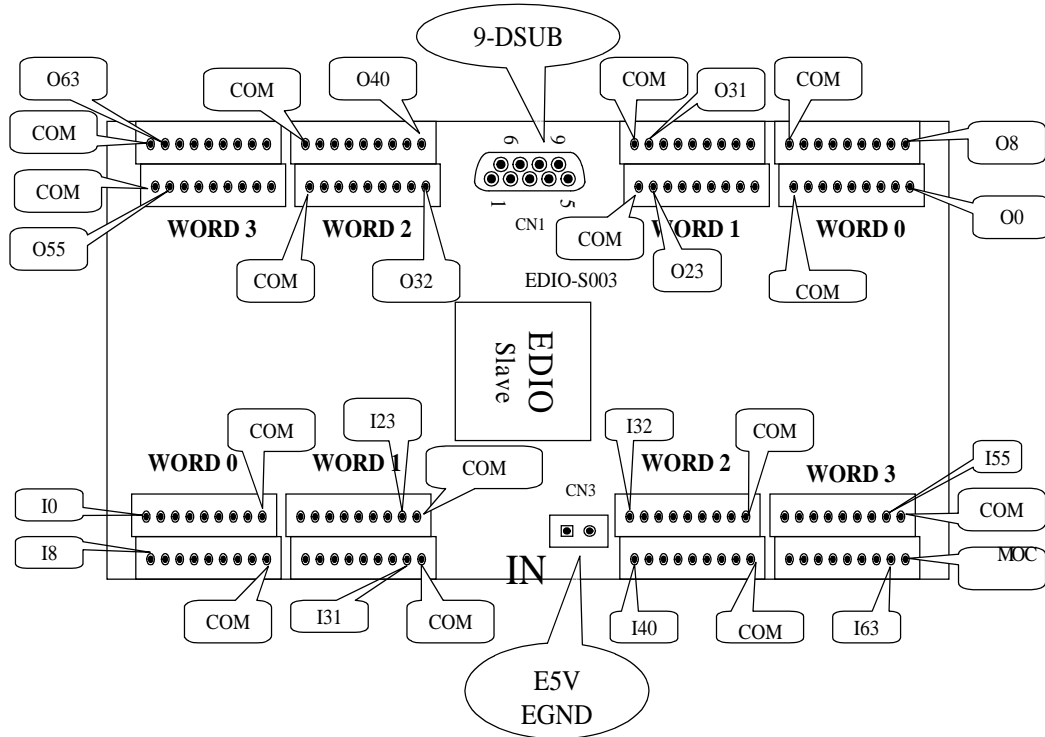 9-DSUB
O63
COM
O40
COM
O31
COM
COM
O8
6
9
COM
1
5
O0
WORD 3
WORD 2
CN1
WORD 1
WORD 0
O55
COM
O32
COM
O23
COM
EDIO-S003
EDIO
Slave
I23
COM
I32
COM
WORD 0
WORD 1
COM
WORD 2
WORD 3
I55
I0
CN3
COM
I8
IN
MOC
COM
I31
COM
I40
COM
I63
E5V
EGND